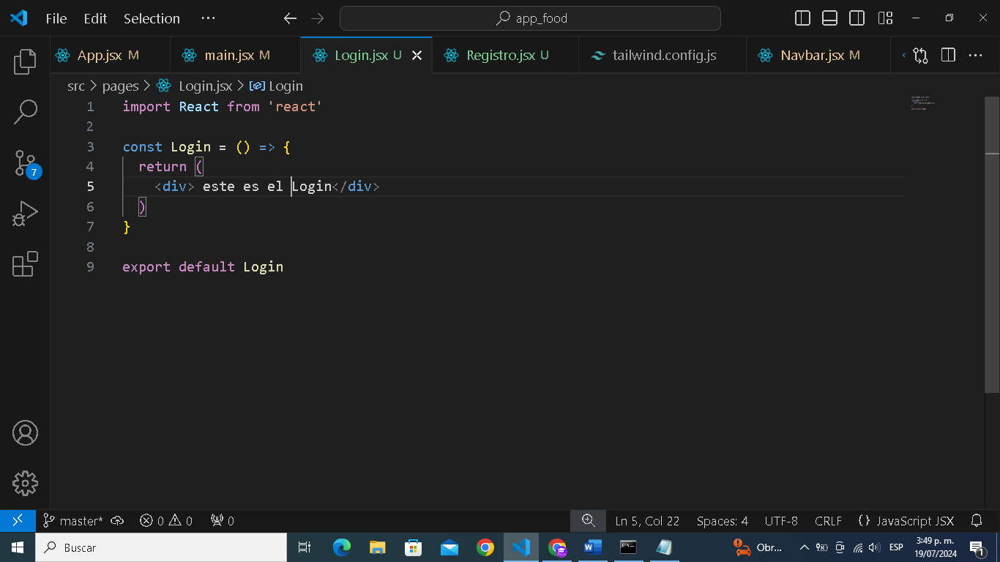 File Edit Selection ··· app_food
App.jsx M main.jsx M Login.jsx U Registro.jsx U tailwind.config.js Navbar.jsx M ···
src > pages > Login.jsx > Login
1 import React from 'react'
2
3 const Login = () => {
4 return (
5 <div> este es el Login</div>
6 )
7 }
8
9 export default Login
7
master* 0 0 0 Ln 5, Col 22 Spaces: 4 UTF-8 CRLF {} JavaScript JSX
Buscar Obr... ESP 3:49 p. m.
19/07/2024 1